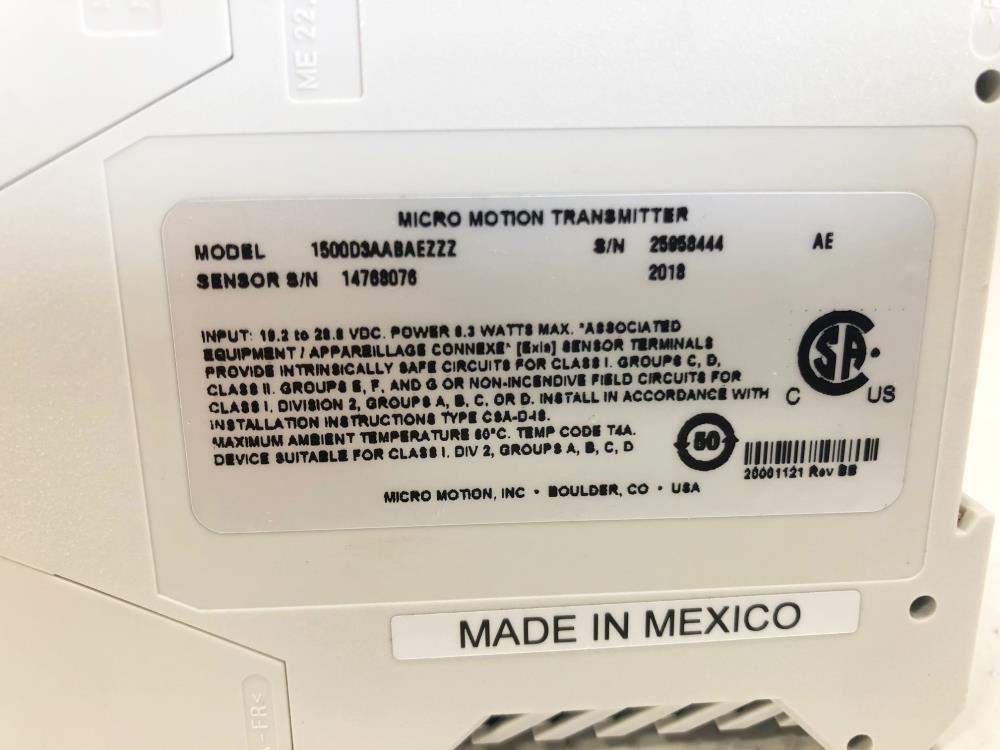 ME 22.
MICRO MOTION TRANSMITTER
MODEL 1500D3AABAEZZZ S/N 25958444 AE
SENSOR S/N 14768076 2018
INPUT: 19.2 to 28.8 VDC. POWER 6.3 WATTS MAX. "ASSOCIATED
EQUIPMENT / APPAREILLAGE CONNEXE" [Exia] SENSOR TERMINALS
PROVIDE INTRINSICALLY SAFE CIRCUITS FOR CLASS I. GROUPS C, D,
CLASS II. GROUPS E, F, AND G OR NON-INCENDIVE FIELD CIRCUITS FOR
CLASS I, DIVISION 2, GROUPS A, B, C, OR D. INSTALL IN ACCORDANCE WITH
INSTALLATION INSTRUCTIONS TYPE CSA-D-IS.
MAXIMUM AMBIENT TEMPERATURE 60°C. TEMP CODE T4A.
DEVICE SUITABLE FOR CLASS I. DIV 2, GROUPS A, B, C, D
C SA US
50
20001121 Rev BB
MICRO MOTION, INC • BOULDER, CO • USA
MADE IN MEXICO
-FR<